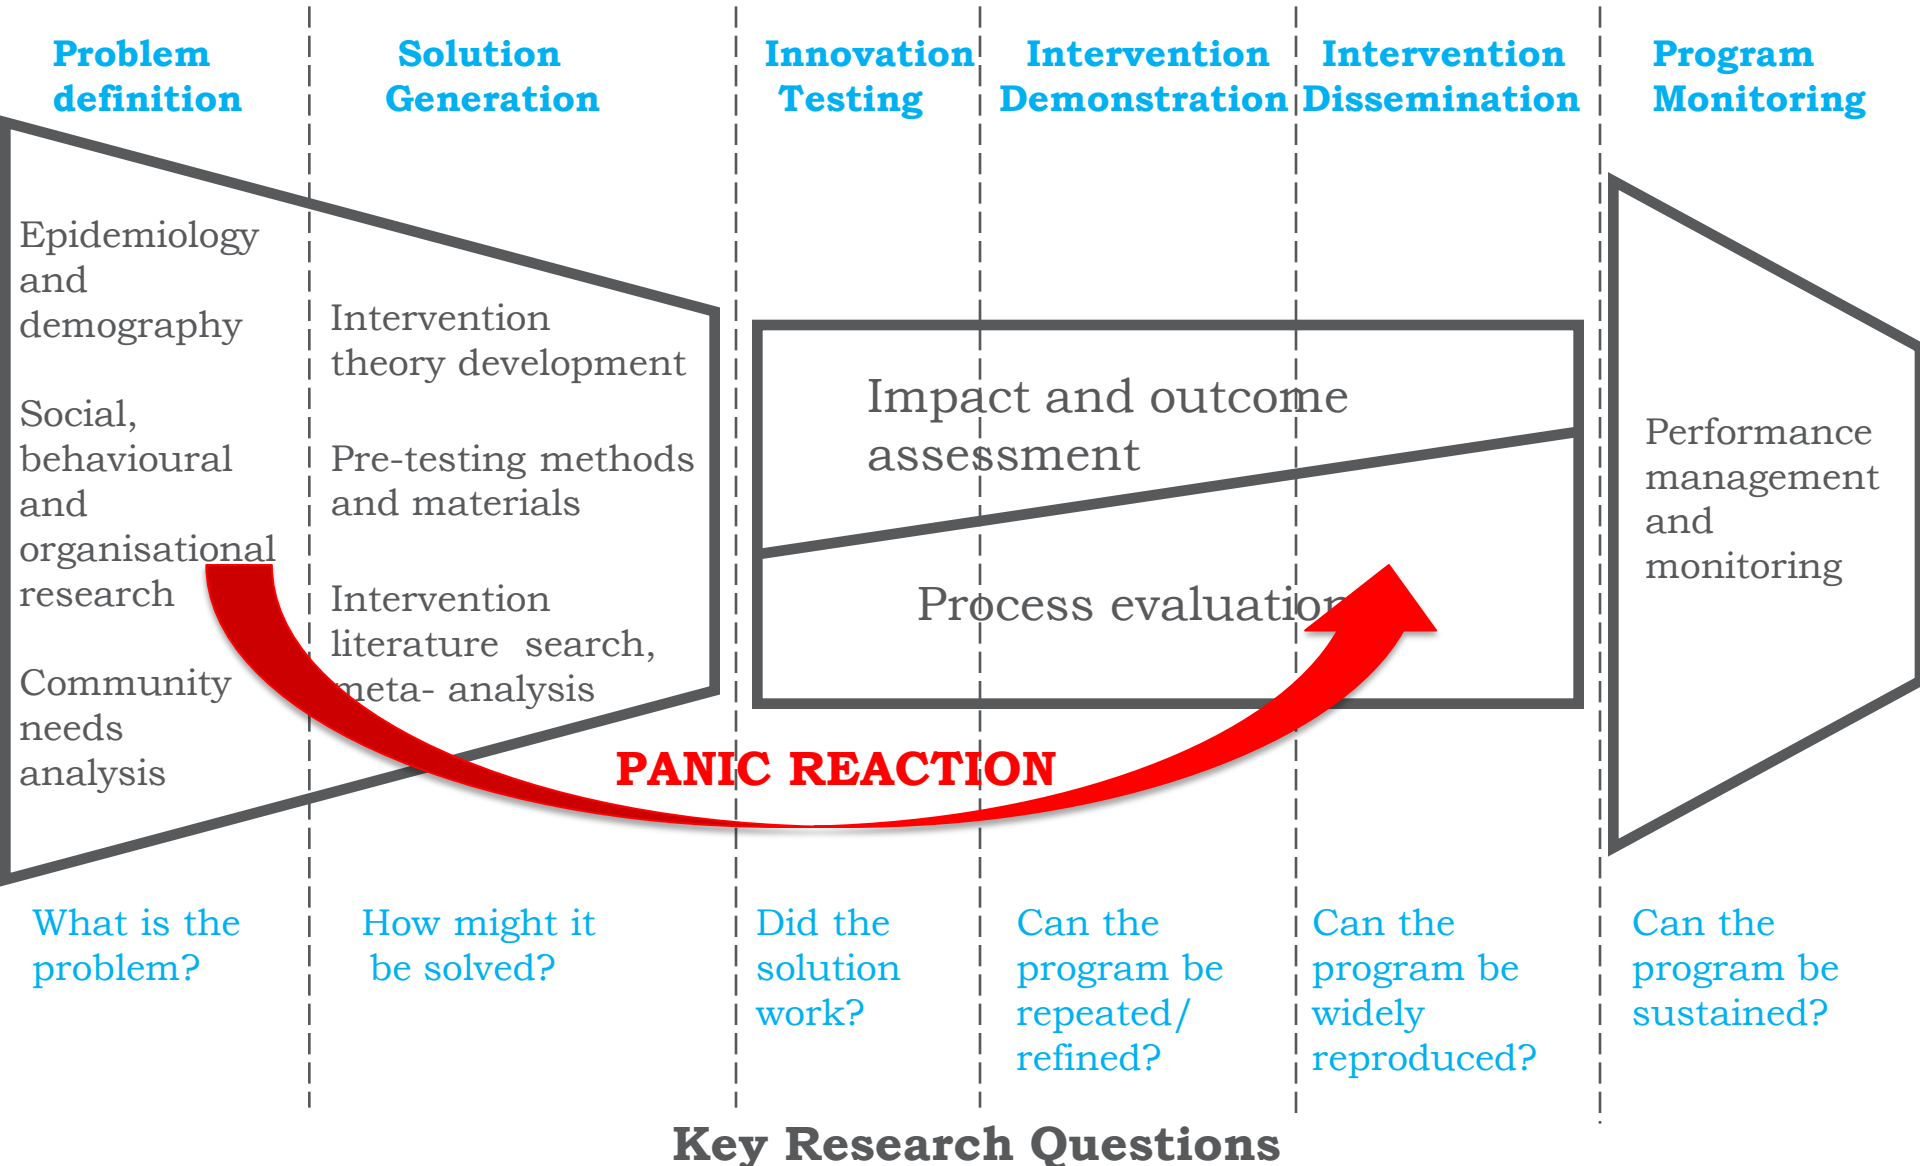 Problem
definition
Solution
Generation
Innovation
Testing
Intervention
Demonstration
Intervention
Dissemination
Program
Monitoring
Epidemiology
and
demography
Social,
behavioural
and
organisational
research
Community
needs
analysis
Intervention
theory development
Pre-testing methods
and materials
Intervention
literature search,
meta- analysis
Impact and outcome
assessment
Process evaluation
Performance
management
and
monitoring
PANIC REACTION
What is the
problem?
How might it
be solved?
Did the
solution
work?
Can the
program be
repeated/
refined?
Can the
program be
widely
reproduced?
Can the
program be
sustained?
Key Research Questions